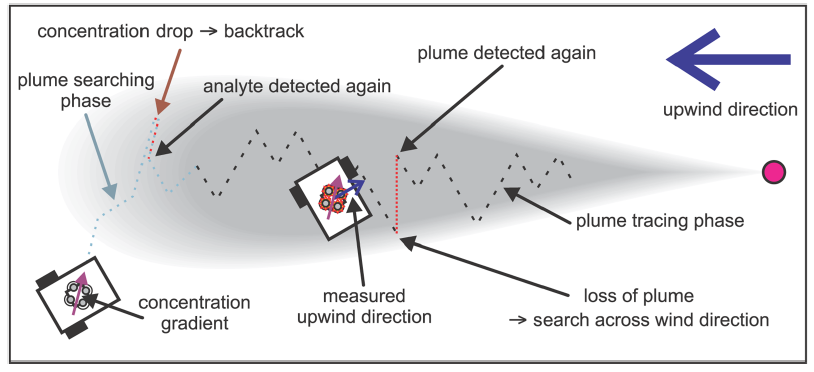 concentration drop → backtrack
plume searching
phase
analyte detected again
plume detected again
upwind direction
plume tracing phase
concentration
gradient
measured
upwind direction
loss of plume
→ search across wind direction